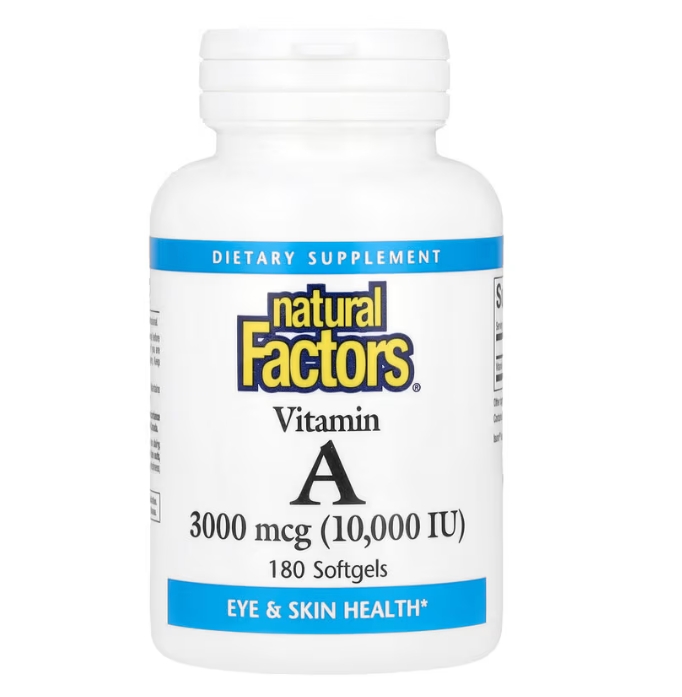 DIETARY SUPPLEMENT
natural
Factors®
Vitamin
A
3000 mcg (10,000 IU)
180 Softgels
EYE & SKIN HEALTH*